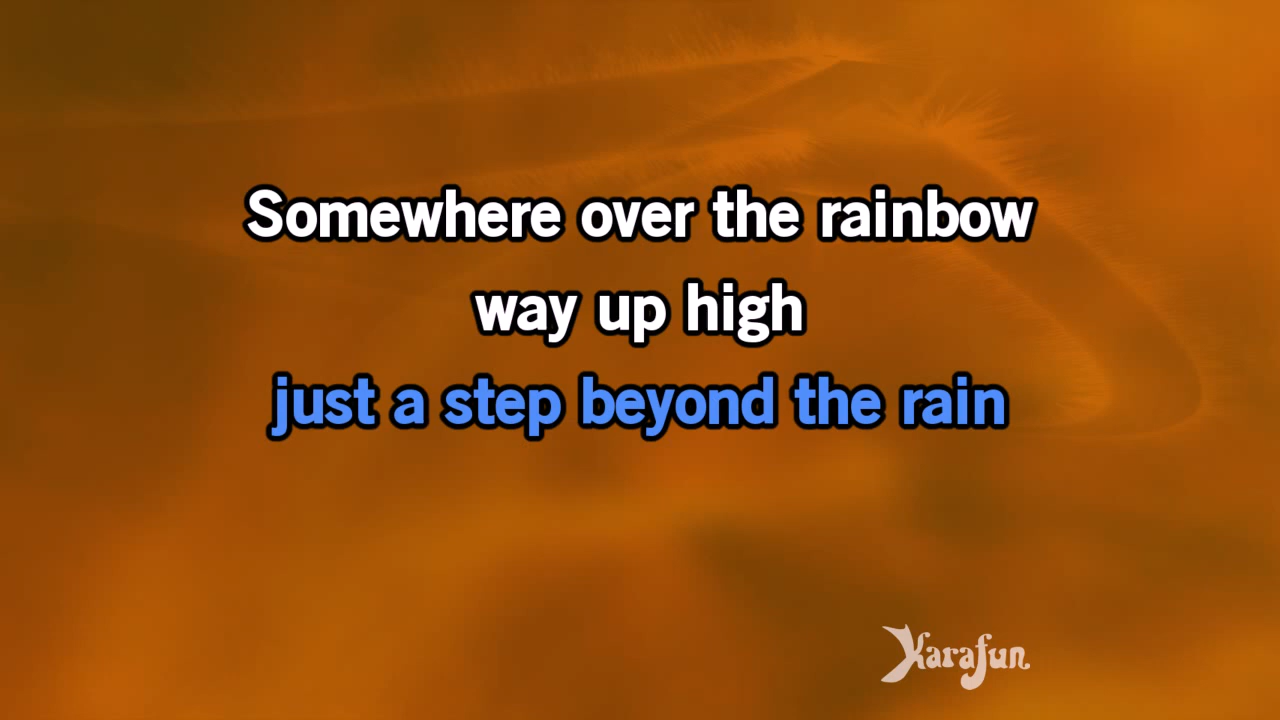 Somewhere over the rainbow
way up high
just a step beyond the rain
Karafun